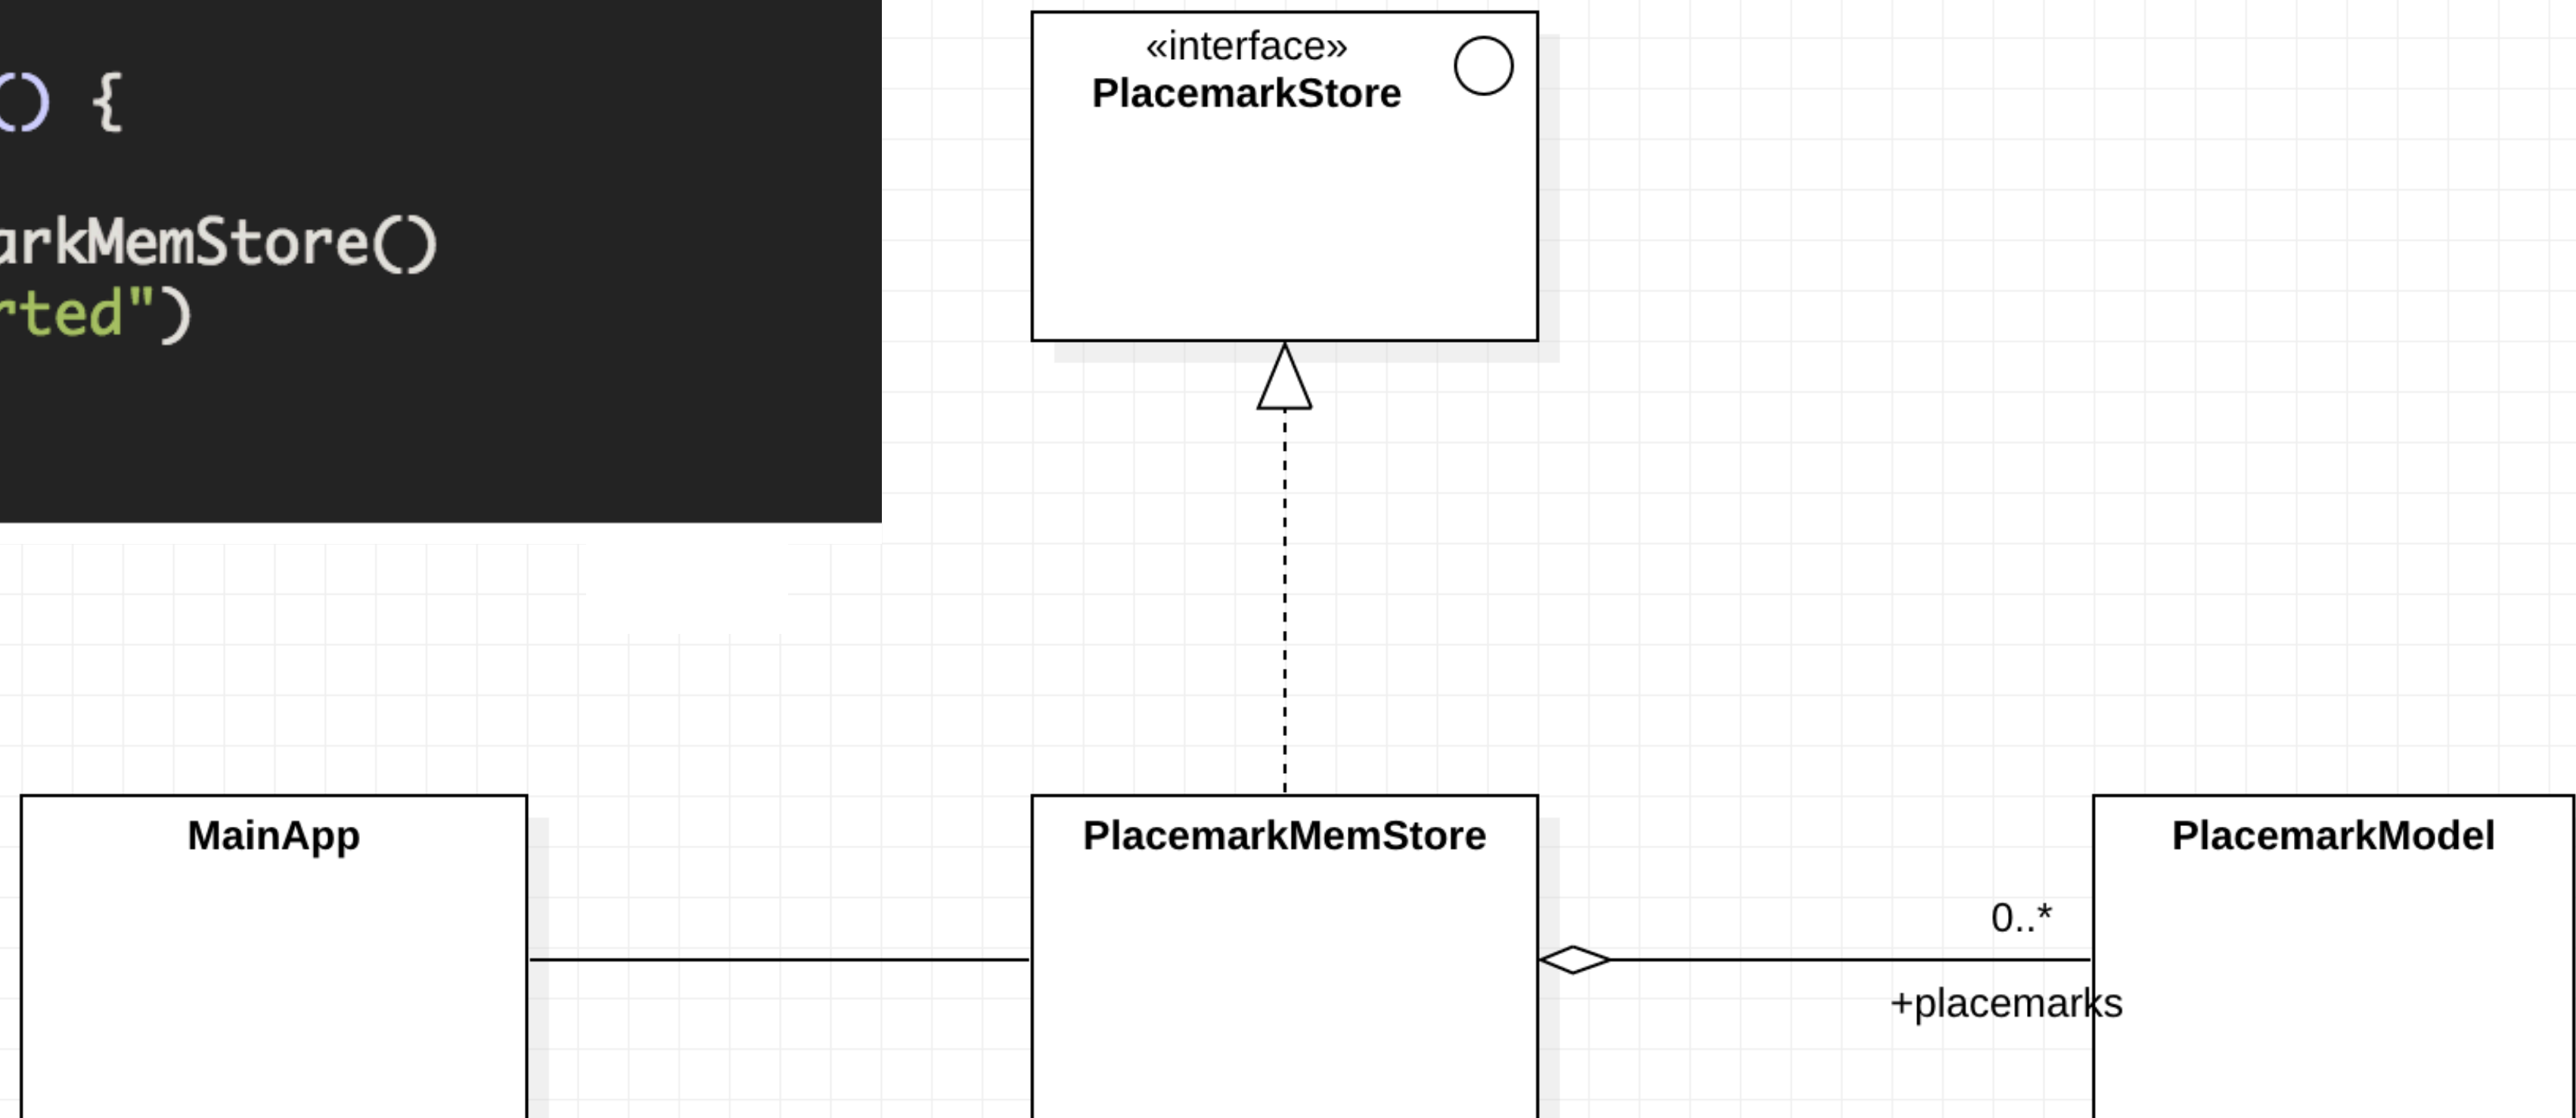 () {
arkMemStore()
rted")
«interface»
PlacemarkStore
MainApp
PlacemarkMemStore
PlacemarkModel
0..*
+placemarks